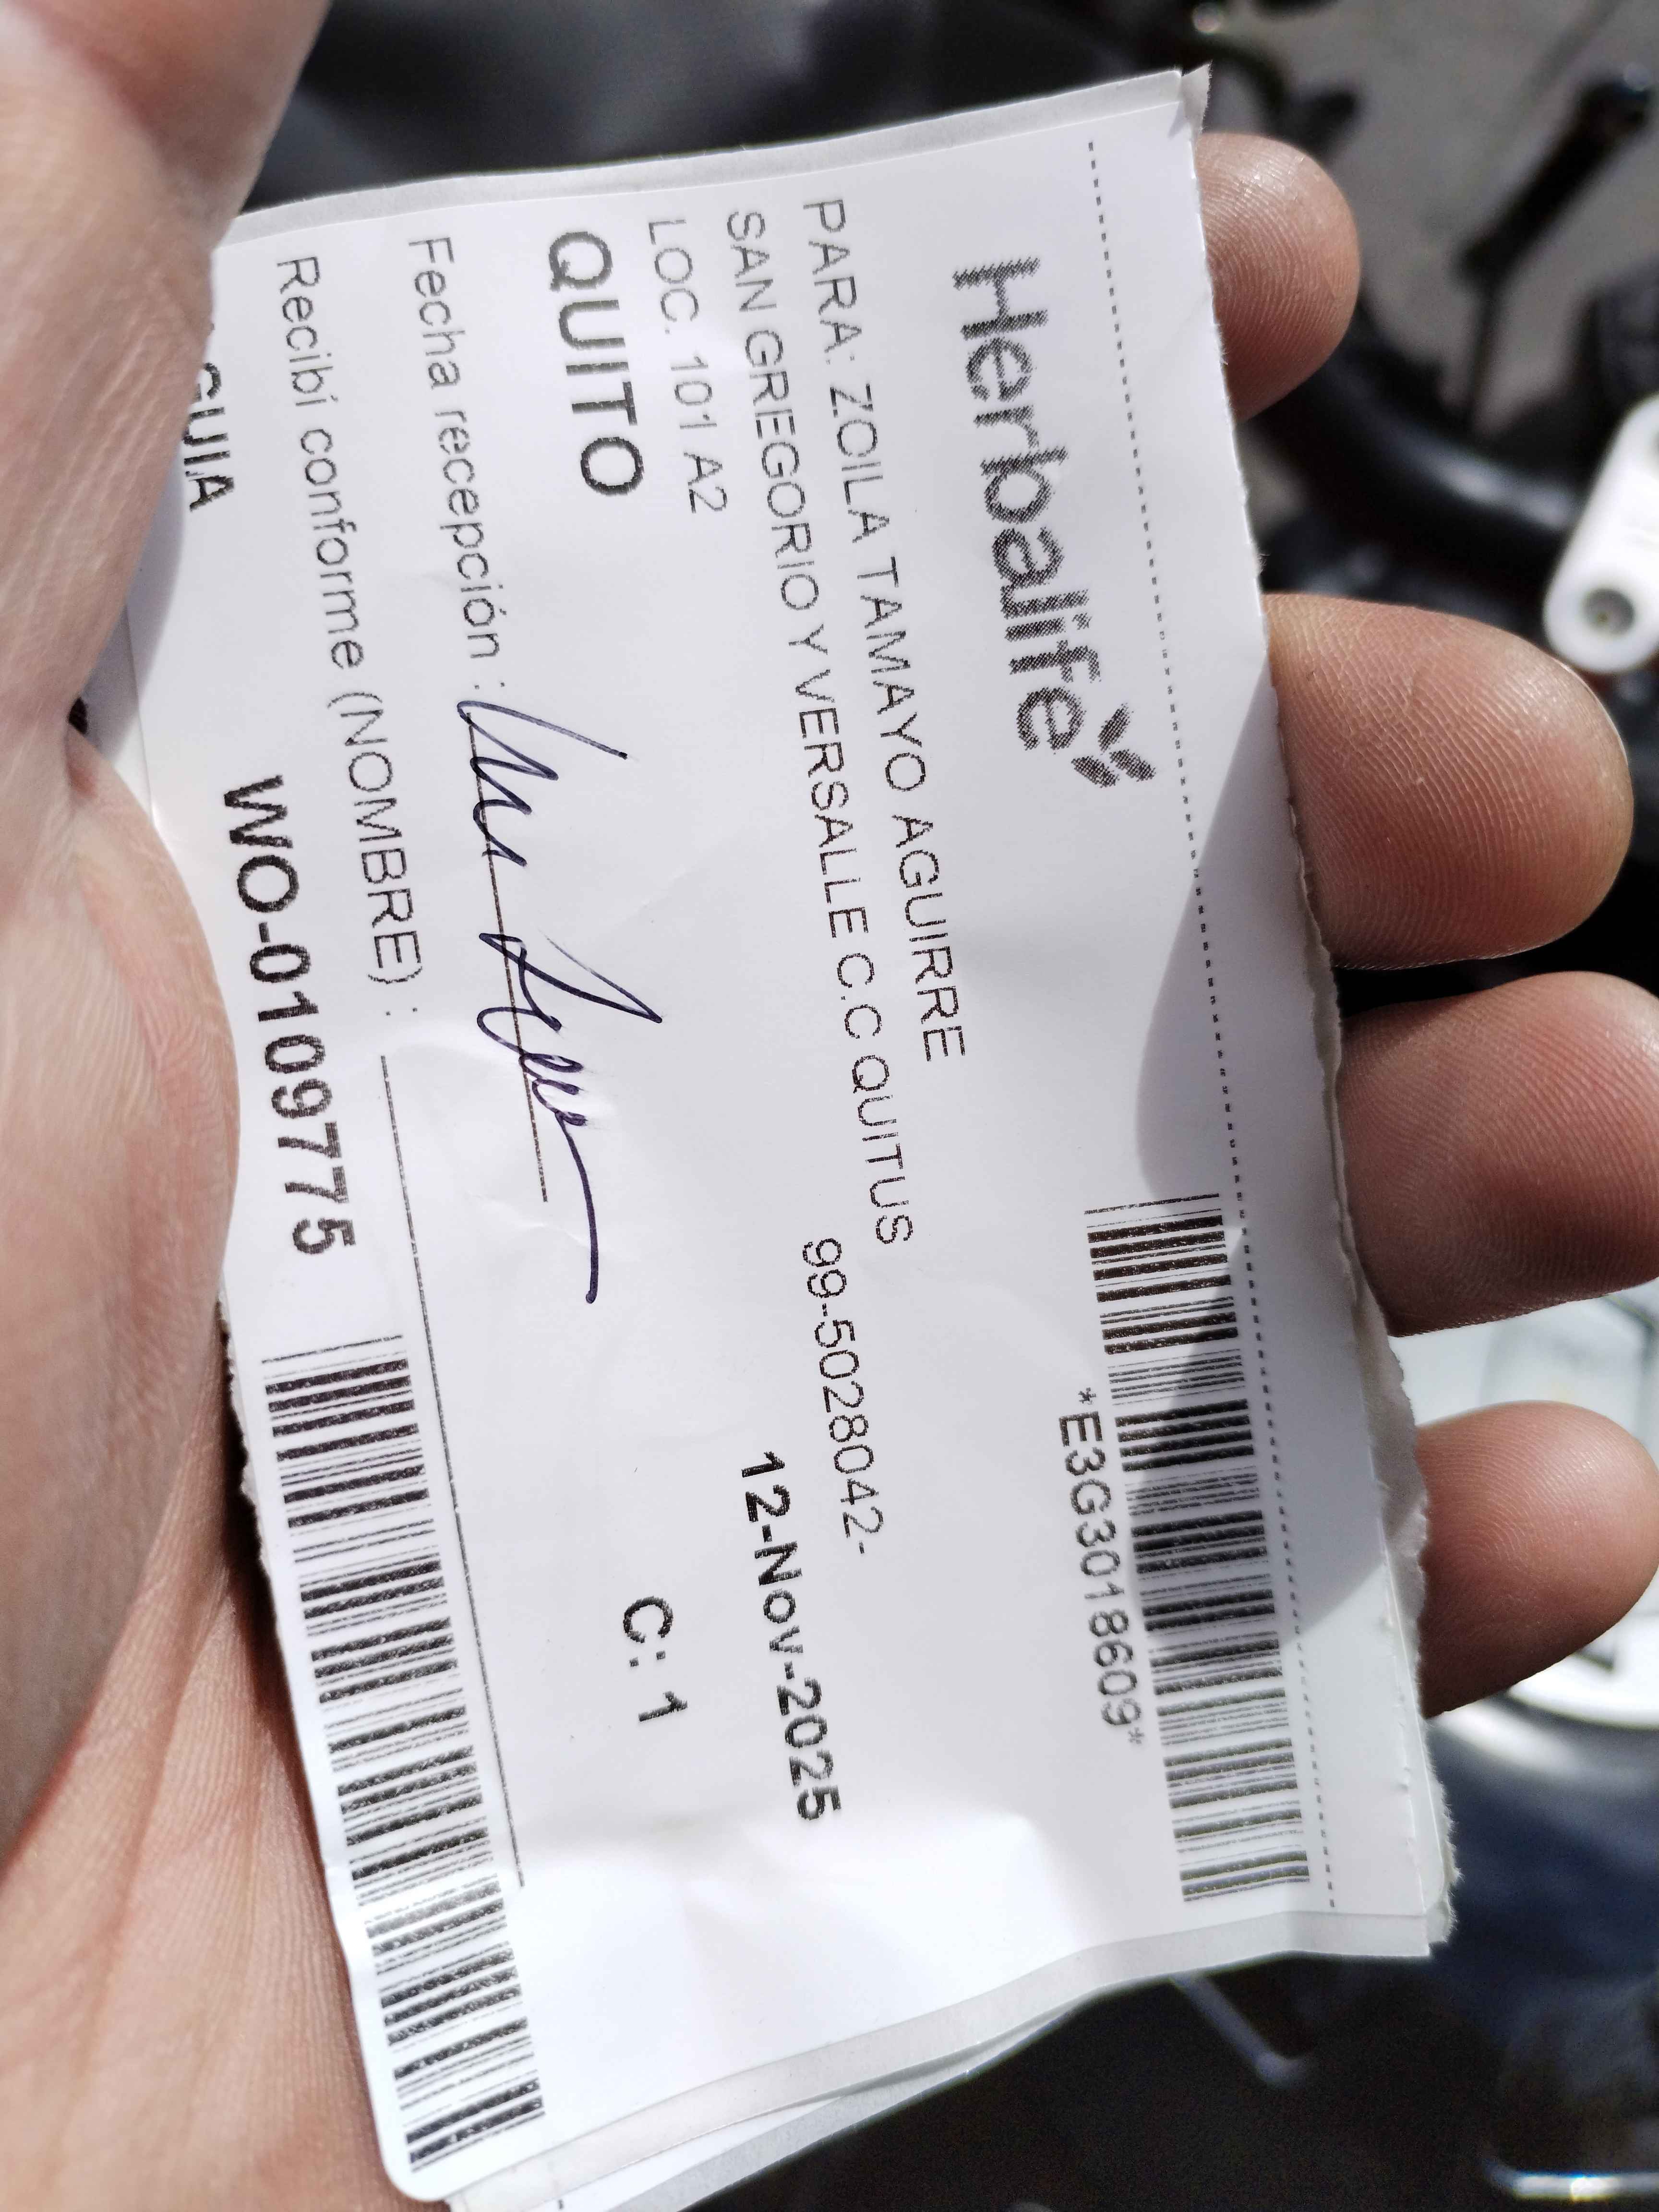 Herbalife
*E3G3018609*
PARA: ZOILA TAMAYO AGUIRRE
SAN GREGORIO Y VERSALLE C.C QUITUS
99-5028042-
LOC. 101 A2
12-Nov-2025
QUITO
C: 1
Fecha recepción :
Recibí conforme (NOMBRE) :
GUIA
WO-0109775